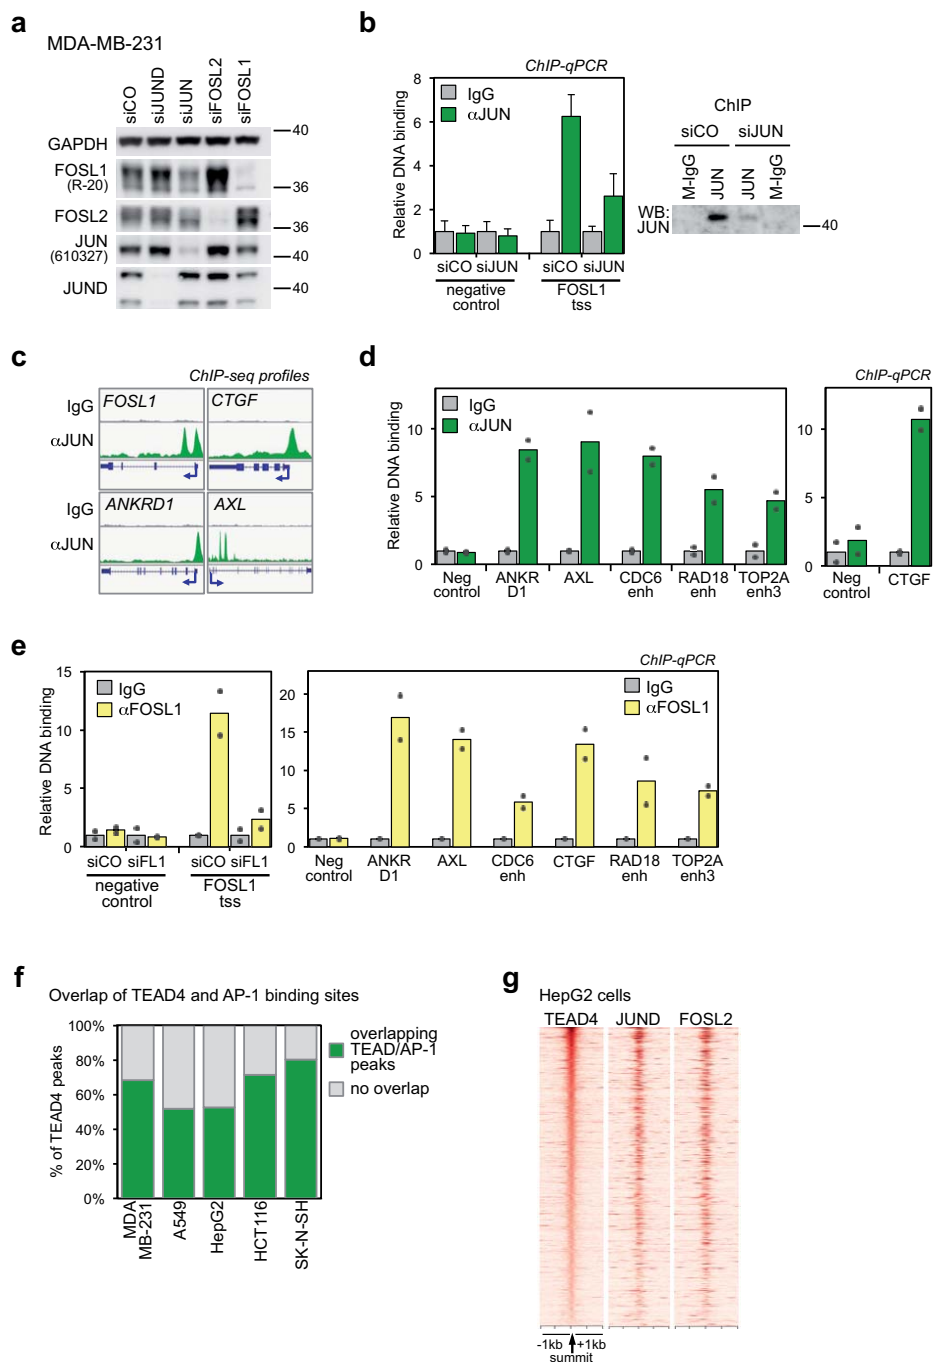 a
MDA-MB-231
siCO
siJUND
siJUN
siFOSL2
siFOSL1
GAPDH
40
FOSL1
(R-20)
36
FOSL2
36
JUN
(610327)
40
JUND
40
b
ChIP-qPCR
Relative DNA binding
8
6
4
2
0
IgG
αJUN
siCO siJUN
siCO siJUN
negative
control
FOSL1
tss
ChIP
siCO siJUN
M-IgG
JUN
JUN
M-IgG
WB:
JUN
40
c
ChIP-seq profiles
IgG
αJUN
FOSL1
CTGF
IgG
αJUN
ANKRD1
AXL
d
Relative DNA binding
10
5
0
IgG
αJUN
Neg
control
ANKR
D1
AXL
CDC6
enh
RAD18
enh
TOP2A
enh3
ChIP-qPCR
10
5
0
Neg
control
CTGF
e
Relative DNA binding
15
10
5
0
IgG
αFOSL1
siCO siFL1
siCO siFL1
negative
control
FOSL1
tss
ChIP-qPCR
20
15
10
5
0
IgG
αFOSL1
Neg
control
ANKR
D1
AXL
CDC6
enh
CTGF
RAD18
enh
TOP2A
enh3
f
Overlap of TEAD4 and AP-1 binding sites
% of TEAD4 peaks
100%
80%
60%
40%
20%
0%
overlapping
TEAD/AP-1
peaks
no overlap
MDA
MB-231
A549
HepG2
HCT116
SK-N-SH
g
HepG2 cells
TEAD4 JUND FOSL2
-1kb +1kb
summit